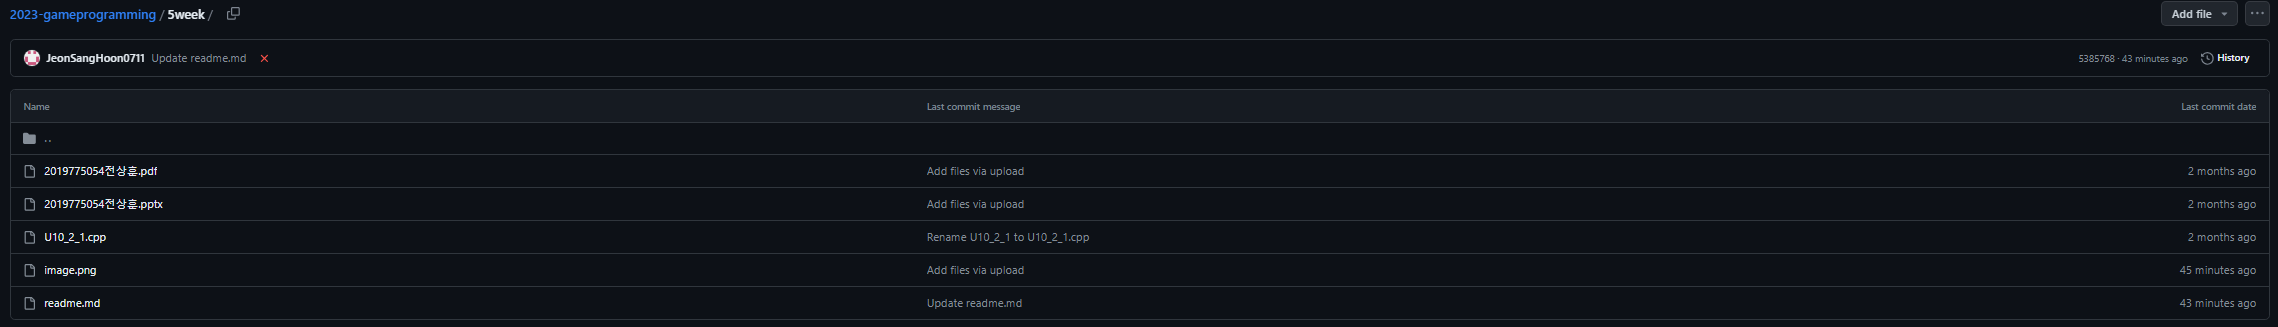 2023-gameprogramming / 5week /
Add file
JeonSangHoon0711 Update readme.md
5385768 · 43 minutes ago History
Name Last commit message Last commit date
..
2019775054전상훈.pdf Add files via upload 2 months ago
2019775054전상훈.pptx Add files via upload 2 months ago
U10_2_1.cpp Rename U10_2_1 to U10_2_1.cpp 2 months ago
image.png Add files via upload 45 minutes ago
readme.md Update readme.md 43 minutes ago